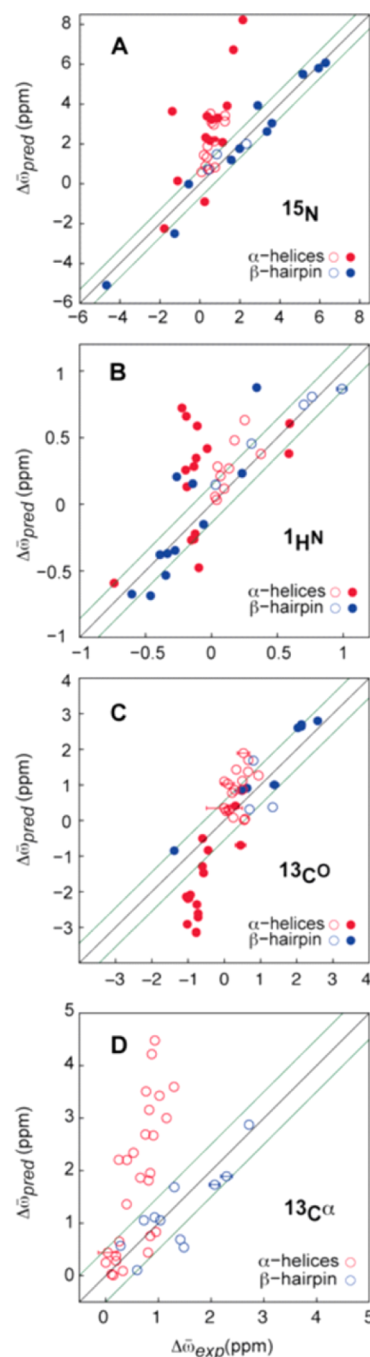 A
Δω̄pred (ppm)
8
6
4
2
0
−2
−4
−6
15N
α−helices
β−hairpin
−6 −4 −2 0 2 4 6 8
B
Δω̄pred (ppm)
1
0.5
0
−0.5
−1
1HN
α−helices
β−hairpin
−1 −0.5 0 0.5 1
C
Δω̄pred (ppm)
4
3
2
1
0
−1
−2
−3
13CO
α−helices
β−hairpin
−3 −2 −1 0 1 2 3 4
D
Δω̄pred (ppm)
5
4
3
2
1
0
13Cα
α−helices
β−hairpin
0 1 2 3 4 5
Δω̄exp(ppm)